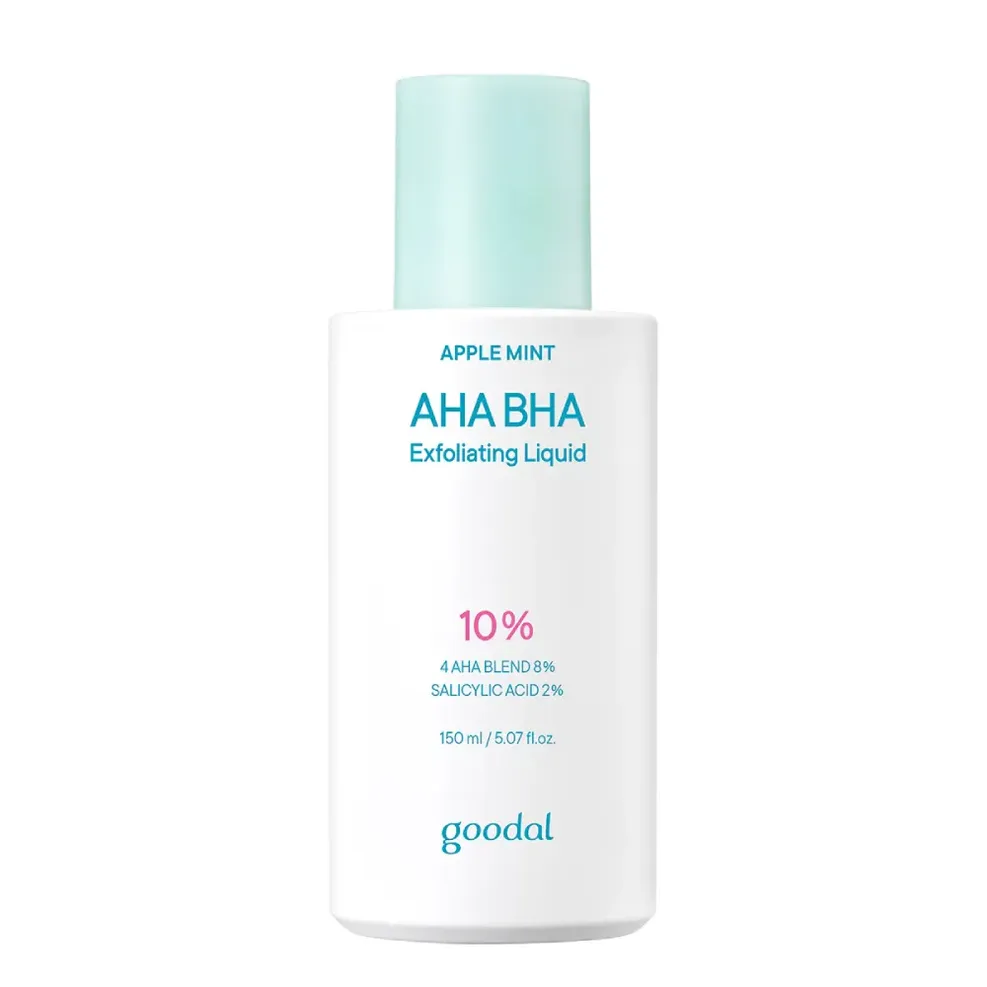 APPLE MINT
AHA BHA
Exfoliating Liquid
10%
4 AHA BLEND 8%
SALICYLIC ACID 2%
150 ml / 5.07 fl.oz.
goodal